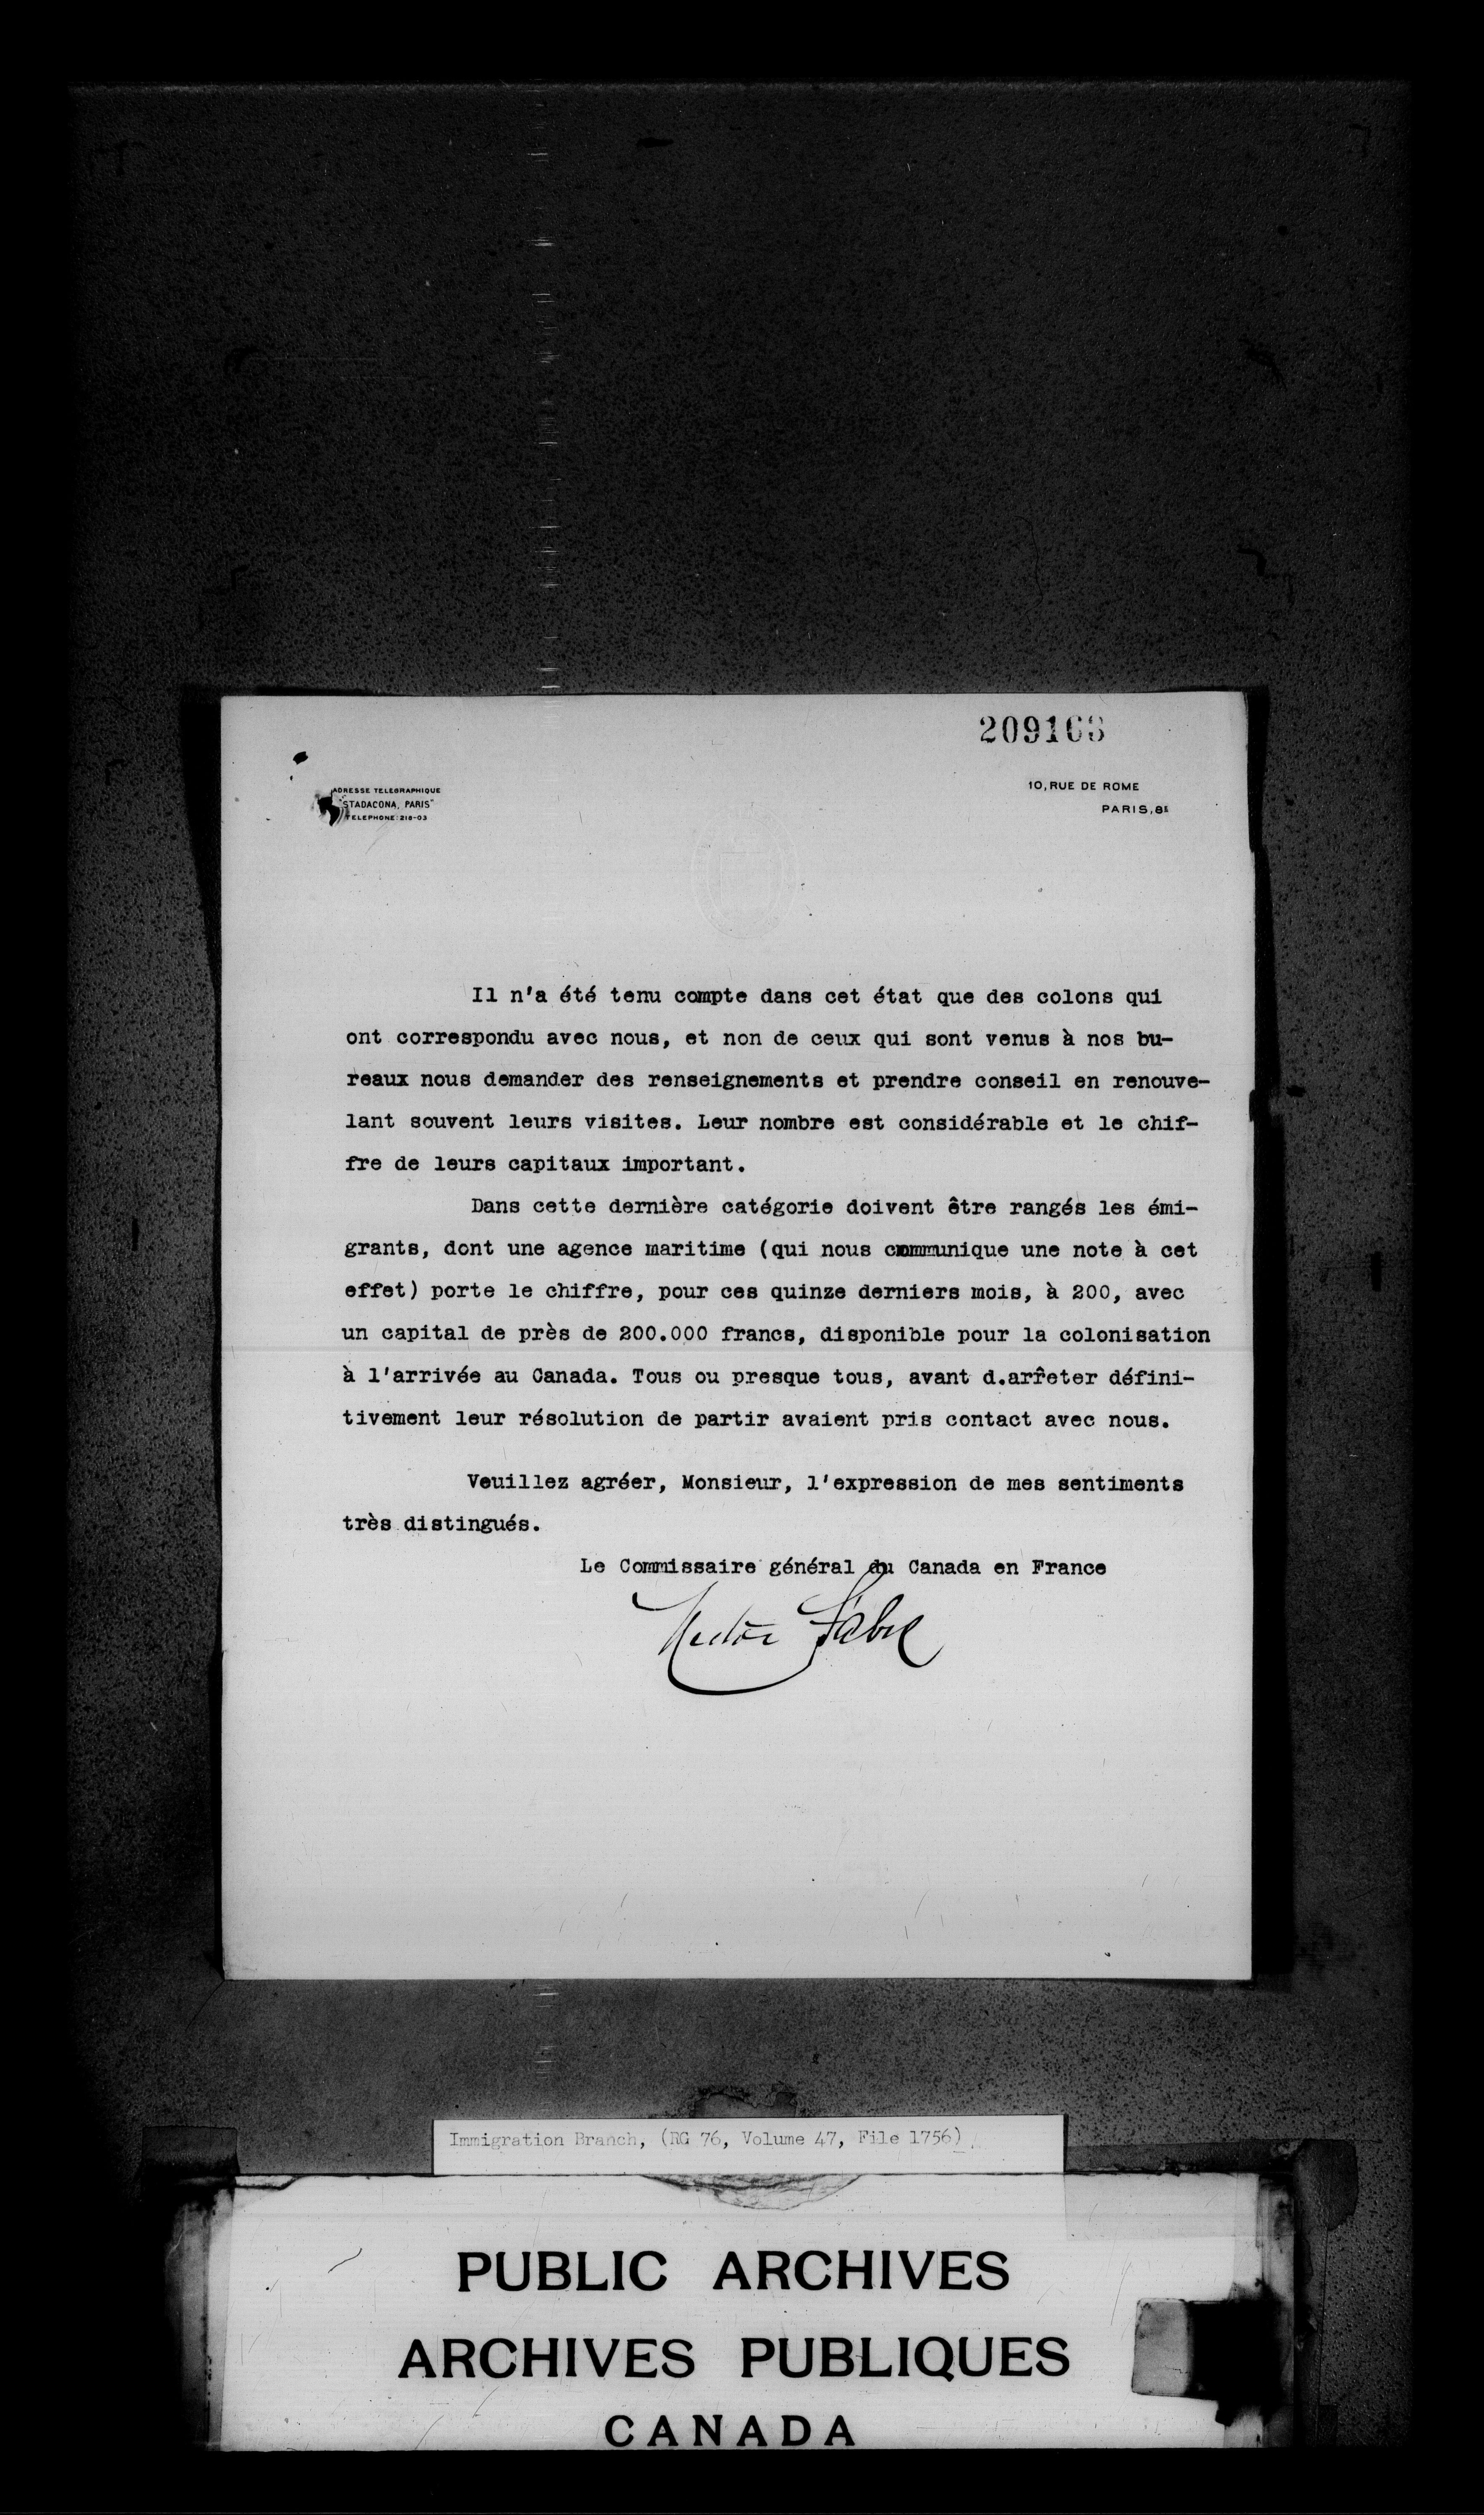 209163
ADRESSE TELEGRAPHIQUE
"STADACONA, PARIS"
TELEPHONE: 218-03
10, RUE DE ROME
PARIS, 8E
Il n'a été tenu compte dans cet état que des colons qui
ont correspondu avec nous, et non de ceux qui sont venus à nos bu-
reaux nous demander des renseignements et prendre conseil en renouve-
lant souvent leurs visites. Leur nombre est considérable et le chif-
fre de leurs capitaux important.
Dans cette dernière catégorie doivent être rangés les émi-
grants, dont une agence maritime (qui nous communique une note à cet
effet) porte le chiffre, pour ces quinze derniers mois, à 200, avec
un capital de près de 200.000 francs, disponible pour la colonisation
à l'arrivée au Canada. Tous ou presque tous, avant d.arrêter défini-
tivement leur résolution de partir avaient pris contact avec nous.
Veuillez agréer, Monsieur, l'expression de mes sentiments
très distingués.
Le Commissaire général du Canada en France
Hector Fabre
Immigration Branch, (RG 76, Volume 47, File 1756)
PUBLIC ARCHIVES
ARCHIVES PUBLIQUES
CANADA